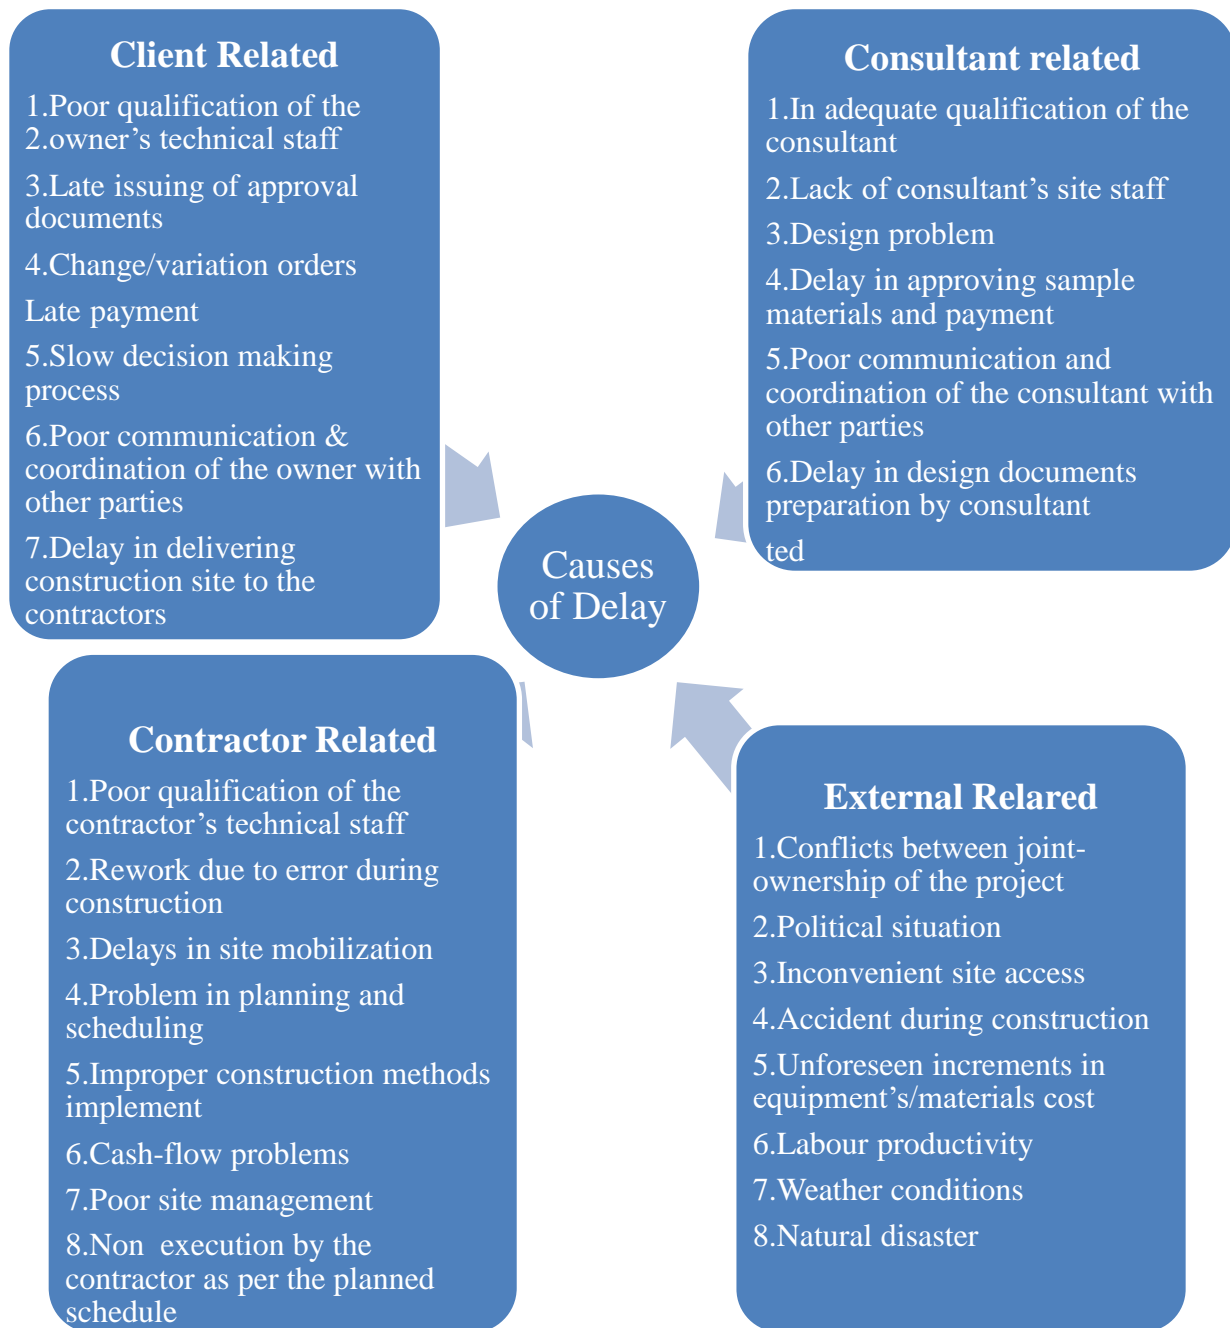 Client Related
1.Poor qualification of the
2.owner’s technical staff
3.Late issuing of approval
documents
4.Change/variation orders
Late payment
5.Slow decision making
process
6.Poor communication &
coordination of the owner with
other parties
7.Delay in delivering
construction site to the
contractors
Consultant related
1.In adequate qualification of the
consultant
2.Lack of consultant’s site staff
3.Design problem
4.Delay in approving sample
materials and payment
5.Poor communication and
coordination of the consultant with
other parties
6.Delay in design documents
preparation by consultant
ted
Causes
of Delay
Contractor Related
1.Poor qualification of the
contractor’s technical staff
2.Rework due to error during
construction
3.Delays in site mobilization
4.Problem in planning and
scheduling
5.Improper construction methods
implement
6.Cash-flow problems
7.Poor site management
8.Non execution by the
contractor as per the planned
schedule
External Relared
1.Conflicts between joint-
ownership of the project
2.Political situation
3.Inconvenient site access
4.Accident during construction
5.Unforeseen increments in
equipment’s/materials cost
6.Labour productivity
7.Weather conditions
8.Natural disaster